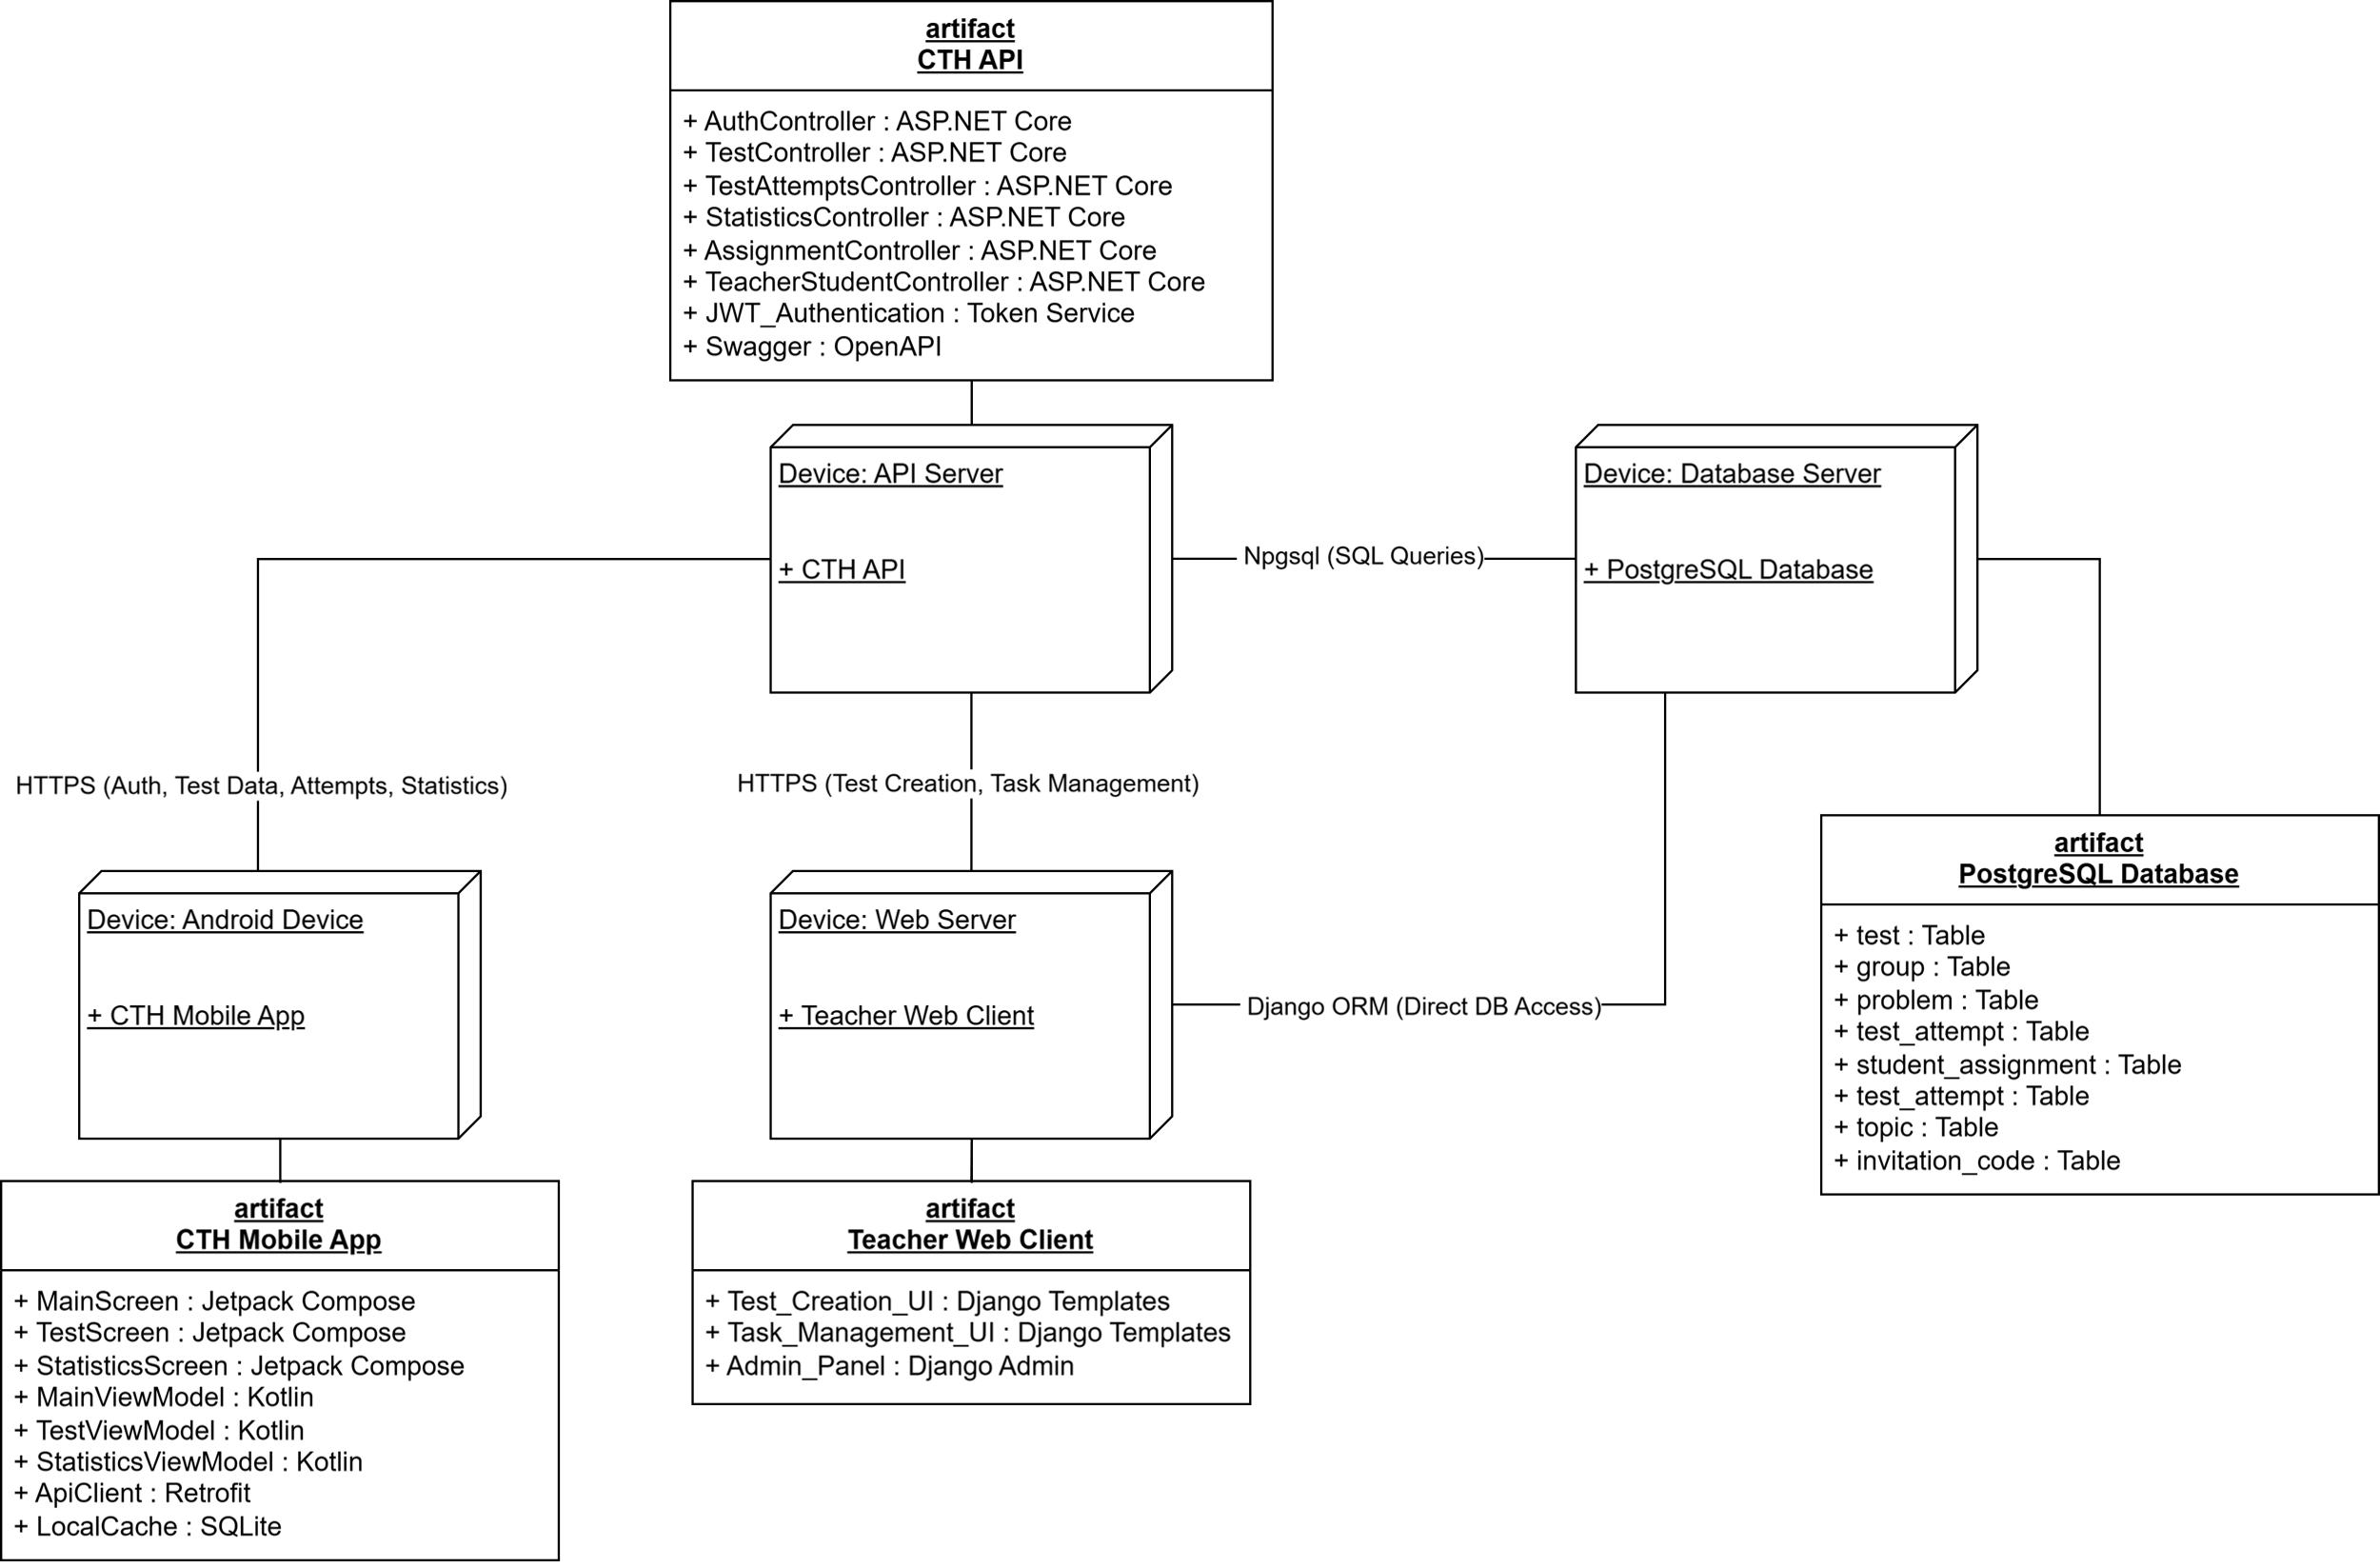 artifact
CTH API
+ AuthController : ASP.NET Core
+ TestController : ASP.NET Core
+ TestAttemptsController : ASP.NET Core
+ StatisticsController : ASP.NET Core
+ AssignmentController : ASP.NET Core
+ TeacherStudentController : ASP.NET Core
+ JWT_Authentication : Token Service
+ Swagger : OpenAPI
Device: API Server
+ CTH API
Npgsql (SQL Queries)
Device: Database Server
+ PostgreSQL Database
HTTPS (Auth, Test Data, Attempts, Statistics)
HTTPS (Test Creation, Task Management)
Device: Android Device
+ CTH Mobile App
Device: Web Server
+ Teacher Web Client
Django ORM (Direct DB Access)
artifact
PostgreSQL Database
+ test : Table
+ group : Table
+ problem : Table
+ test_attempt : Table
+ student_assignment : Table
+ test_attempt : Table
+ topic : Table
+ invitation_code : Table
artifact
CTH Mobile App
+ MainScreen : Jetpack Compose
+ TestScreen : Jetpack Compose
+ StatisticsScreen : Jetpack Compose
+ MainViewModel : Kotlin
+ TestViewModel : Kotlin
+ StatisticsViewModel : Kotlin
+ ApiClient : Retrofit
+ LocalCache : SQLite
artifact
Teacher Web Client
+ Test_Creation_UI : Django Templates
+ Task_Management_UI : Django Templates
+ Admin_Panel : Django Admin